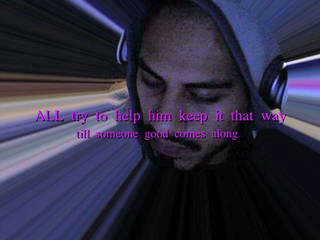 ALL try to help him keep it that way
till someone good comes along